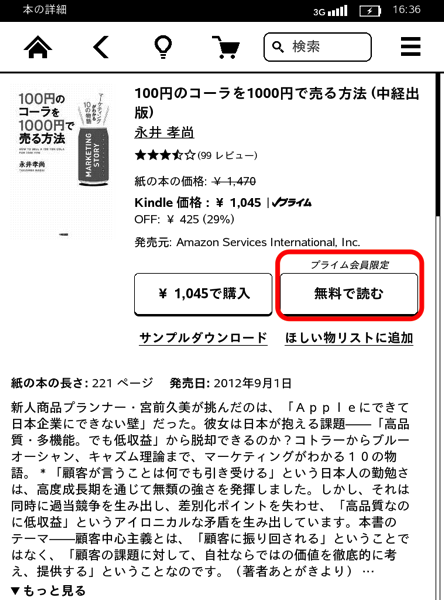 本の詳細
3G 16:36
検索
100円の
コーラを
1000円で
売る方法
マーケティング
がわかる
10の物語
永井孝尚
MARKETING
STORY
100円のコーラを1000円で売る方法 (中経出
版)
永井 孝尚
(99 レビュー)
紙の本の価格: ¥ 1,470
Kindle 価格 : ¥ 1,045 | プライム
OFF: ¥ 425 (29%)
発売元: Amazon Services International, Inc.
プライム会員限定
¥ 1,045で購入 無料で読む
サンプルダウンロード ほしい物リストに追加
紙の本の長さ: 221 ページ 発売日: 2012年9月1日
新人商品プランナー・宮前久美が挑んだのは、「Ａｐｐｌｅにできて
日本企業にできない壁」だった。彼女は日本が抱える課題――「高品
質・多機能。でも低収益」から脱却できるのか？コトラーからブルー
オーシャン、キャズム理論まで、マーケティングがわかる１０の物
語。＊「顧客が言うことは何でも引き受ける」という日本人の勤勉さ
は、高度成長期を通じて無類の強さを発揮しました。しかし、それは
同時に過当競争を生み出し、差別化ポイントを失わせ、「高品質なの
に低収益」というアイロニカルな矛盾を生み出しています。本書の
テーマ――顧客中心主義とは、「顧客に振り回される」ということで
はなく、「顧客の課題に対して、自社ならではの価値を徹底的に考
え、提供する」ということなのです。（著者あとがきより） …
▼もっと見る